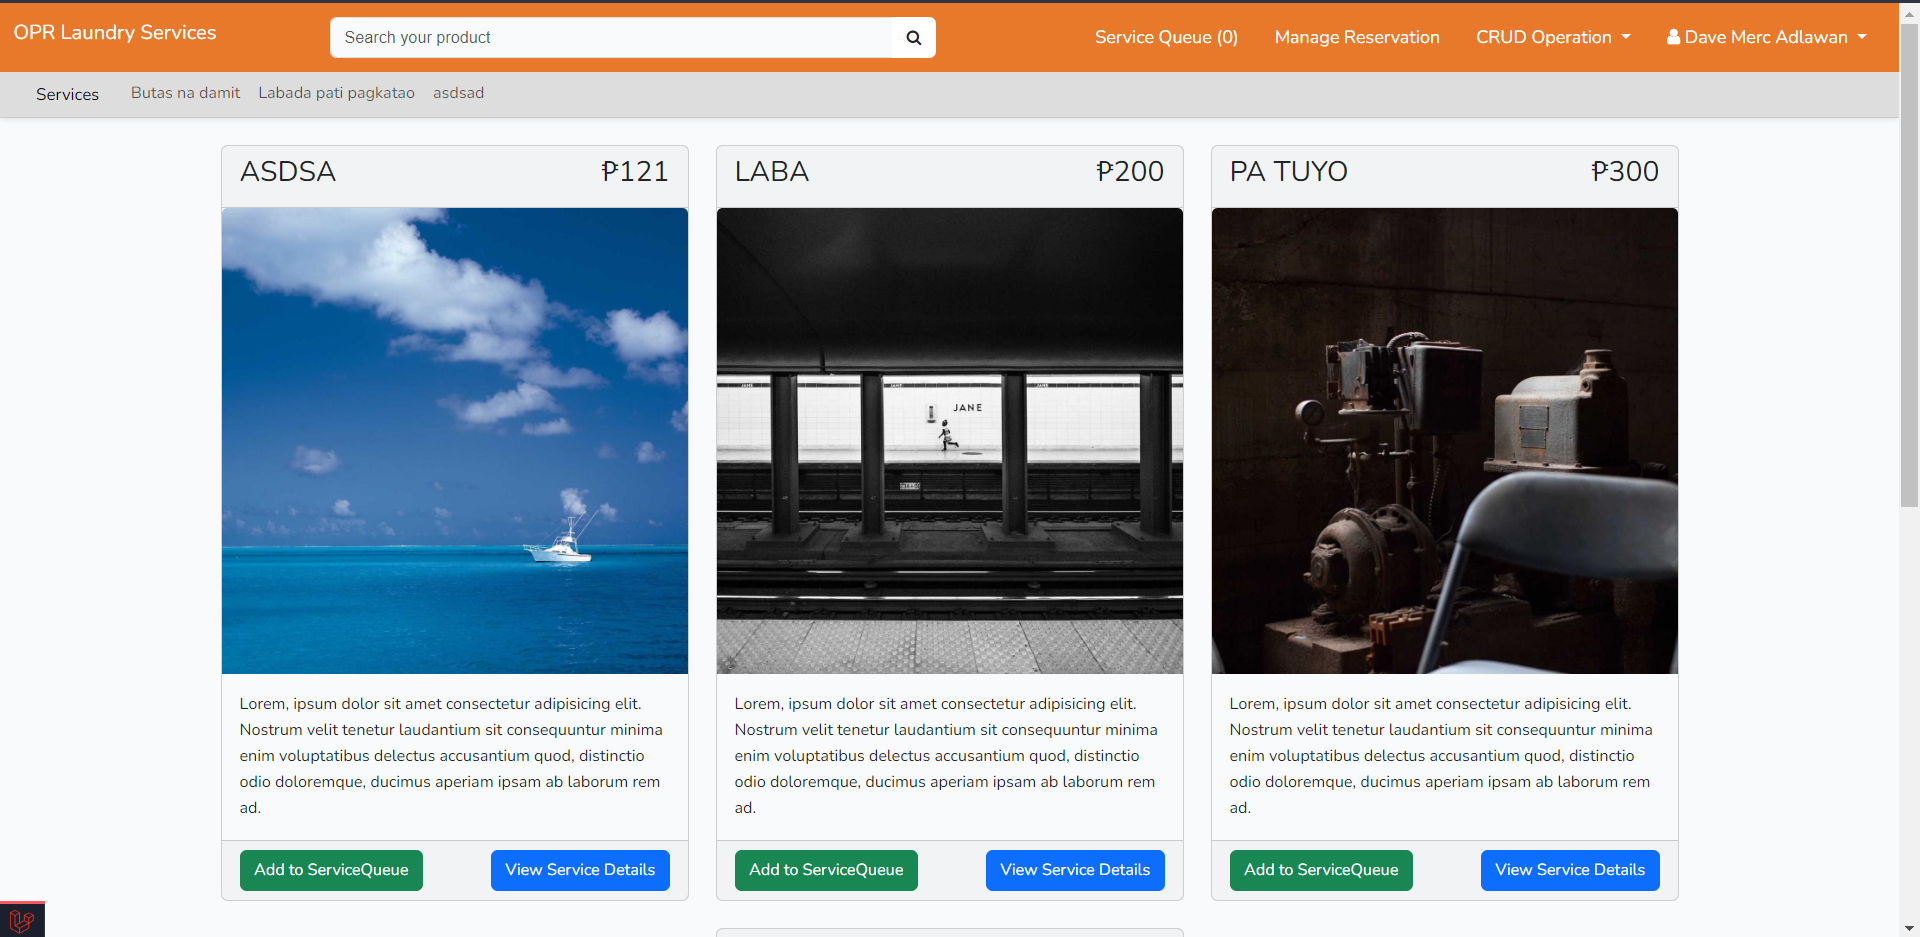 OPR Laundry Services
Search your product
Service Queue (0)
Manage Reservation
CRUD Operation
Dave Merc Adlawan
Services
Butas na damit
Labada pati pagkatao
asdsad
ASDSA
₱121
JANE
LABA
₱200
PA TUYO
₱300
Lorem, ipsum dolor sit amet consectetur adipisicing elit.
Nostrum velit tenetur laudantium sit consequuntur minima
enim voluptatibus delectus accusantium quod, distinctio
odio doloremque, ducimus aperiam ipsam ab laborum rem
ad.
Lorem, ipsum dolor sit amet consectetur adipisicing elit.
Nostrum velit tenetur laudantium sit consequuntur minima
enim voluptatibus delectus accusantium quod, distinctio
odio doloremque, ducimus aperiam ipsam ab laborum rem
ad.
Lorem, ipsum dolor sit amet consectetur adipisicing elit.
Nostrum velit tenetur laudantium sit consequuntur minima
enim voluptatibus delectus accusantium quod, distinctio
odio doloremque, ducimus aperiam ipsam ab laborum rem
ad.
Add to ServiceQueue
View Service Details
Add to ServiceQueue
View Service Details
Add to ServiceQueue
View Service Details